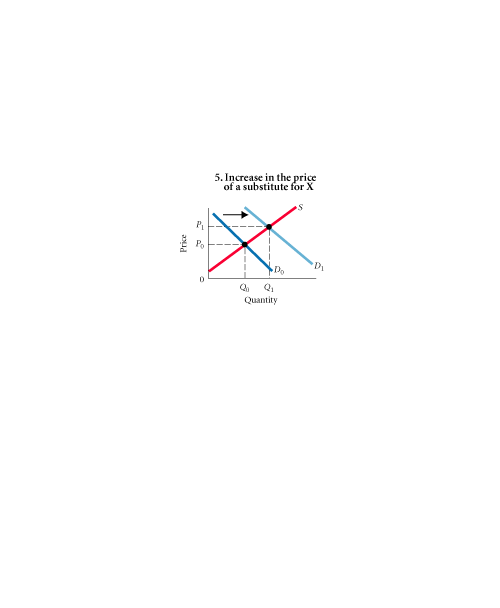 5. Increase in the price
of a substitute for X
S
P₁
P₀
Price
D₀
D₁
0
Q₀ Q₁
Quantity